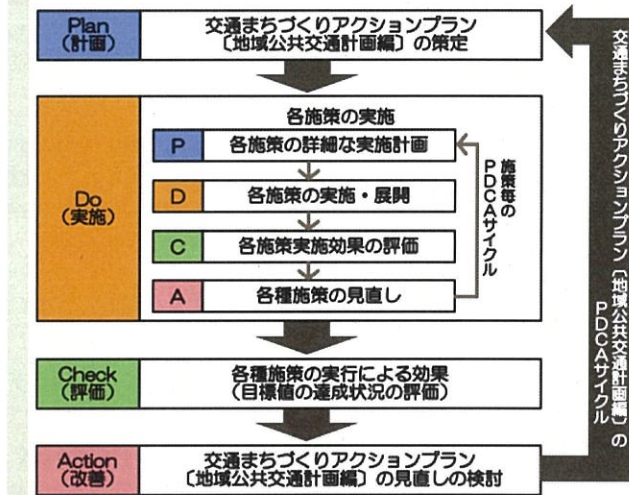 Plan
(計画)
交通まちづくりアクションプラン
〔地域公共交通計画編〕の策定
Do
(実施)
各施策の実施
P
各施策の詳細な実施計画
D
各施策の実施・展開
C
各施策実施効果の評価
A
各種施策の見直し
施策毎の
PDCAサイクル
Check
(評価)
各種施策の実行による効果
(目標値の達成状況の評価)
Action
(改善)
交通まちづくりアクションプラン
〔地域公共交通計画編〕の見直しの検討
交通まちづくりアクションプラン〔地域公共交通計画編〕の
PDCAサイクル